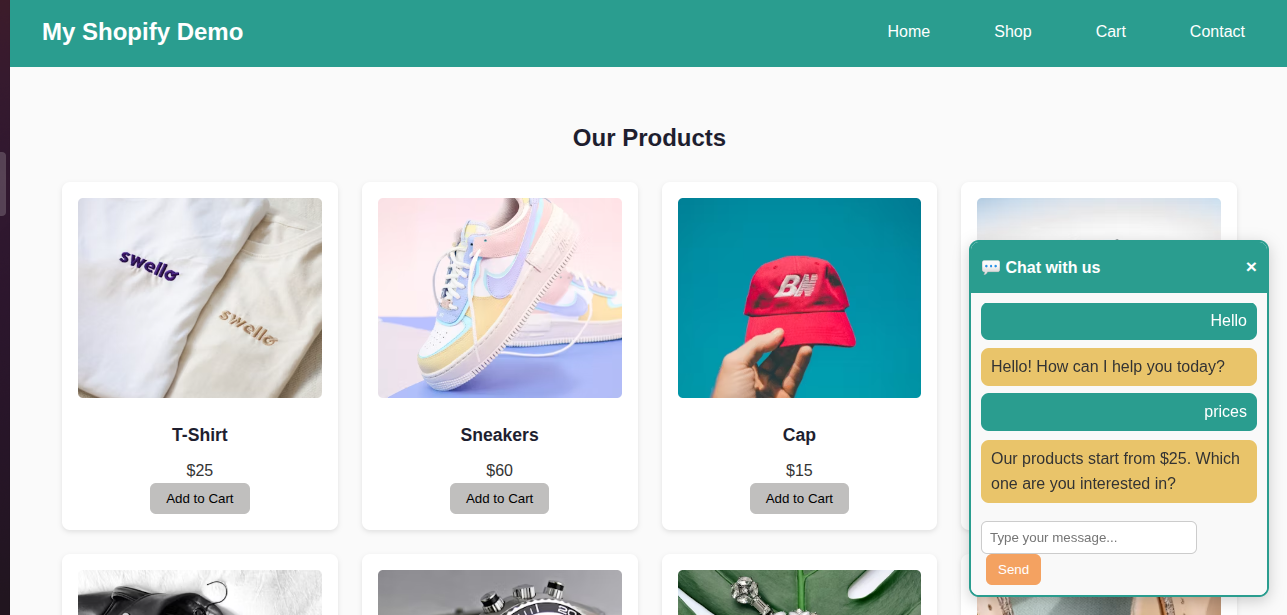 My Shopify Demo
Home
Shop
Cart
Contact
Our Products
swello
swello
BN
T-Shirt
$25
Add to Cart
Sneakers
$60
Add to Cart
Cap
$15
Add to Cart
20
💬 Chat with us
×
Hello
Hello! How can I help you today?
prices
Our products start from $25. Which
one are you interested in?
Type your message...
Send